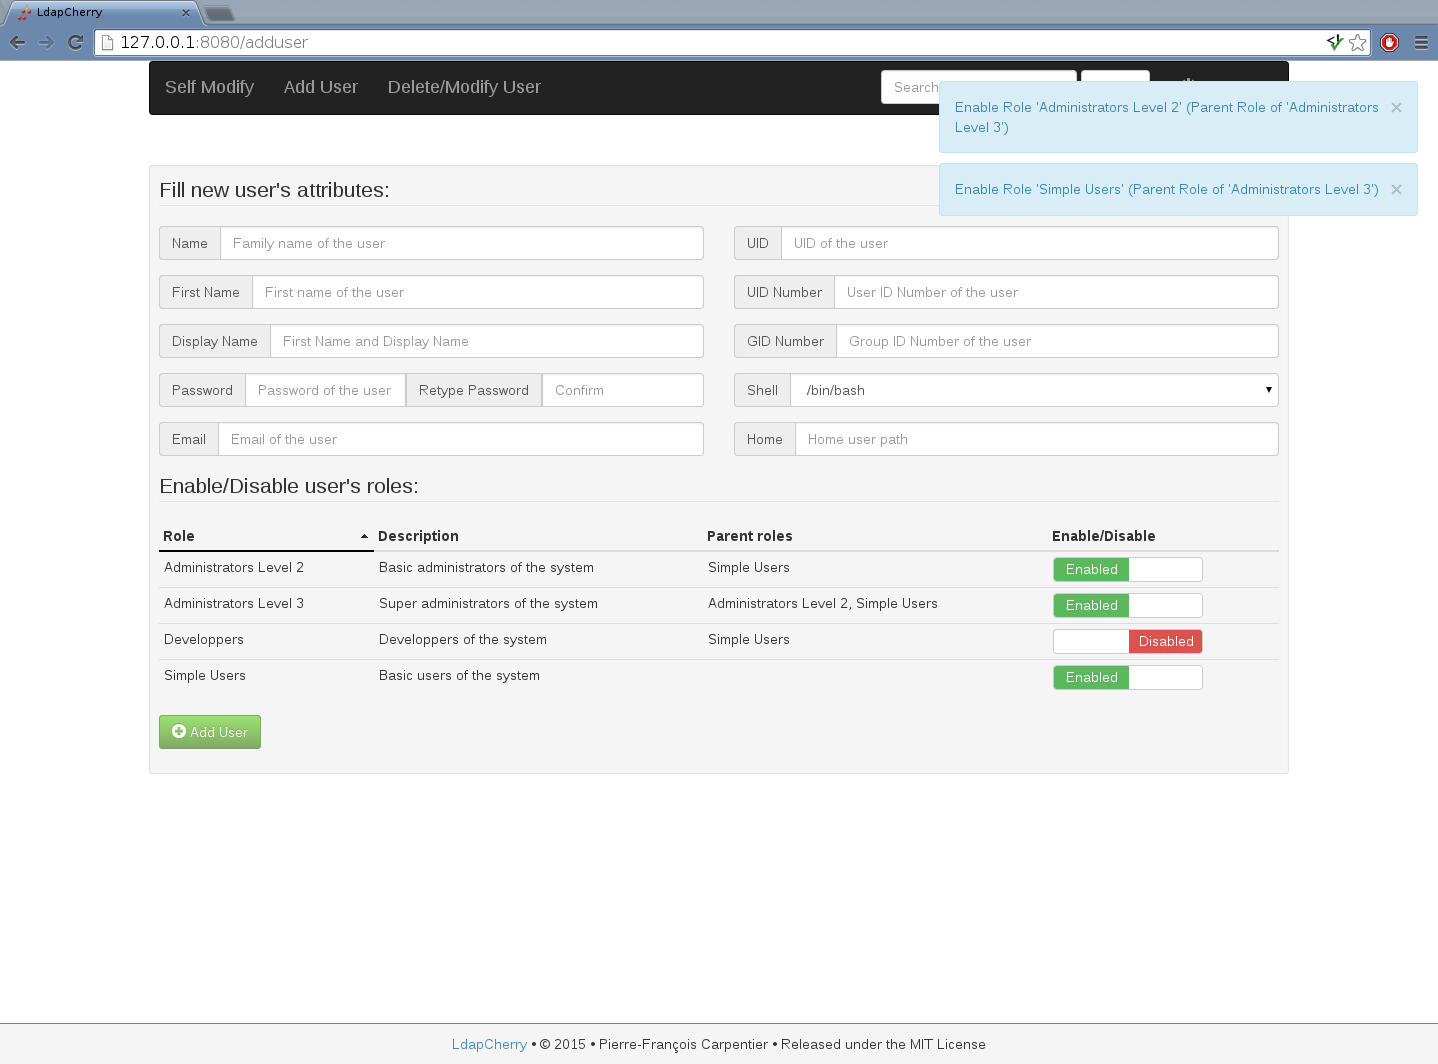 LdapCherry
127.0.0.1:8080/adduser
Self Modify Add User Delete/Modify User Search
Enable Role 'Administrators Level 2' (Parent Role of 'Administrators
Level 3') ×
Enable Role 'Simple Users' (Parent Role of 'Administrators Level 3') ×
Fill new user's attributes:
Name Family name of the user UID UID of the user
First Name First name of the user UID Number User ID Number of the user
Display Name First Name and Display Name GID Number Group ID Number of the user
Password Password of the user Retype Password Confirm Shell /bin/bash
Email Email of the user Home Home user path
Enable/Disable user's roles:
Role Description Parent roles Enable/Disable
Administrators Level 2 Basic administrators of the system Simple Users Enabled
Administrators Level 3 Super administrators of the system Administrators Level 2, Simple Users Enabled
Developpers Developpers of the system Simple Users Disabled
Simple Users Basic users of the system Enabled
Add User
LdapCherry • © 2015 • Pierre-François Carpentier • Released under the MIT License